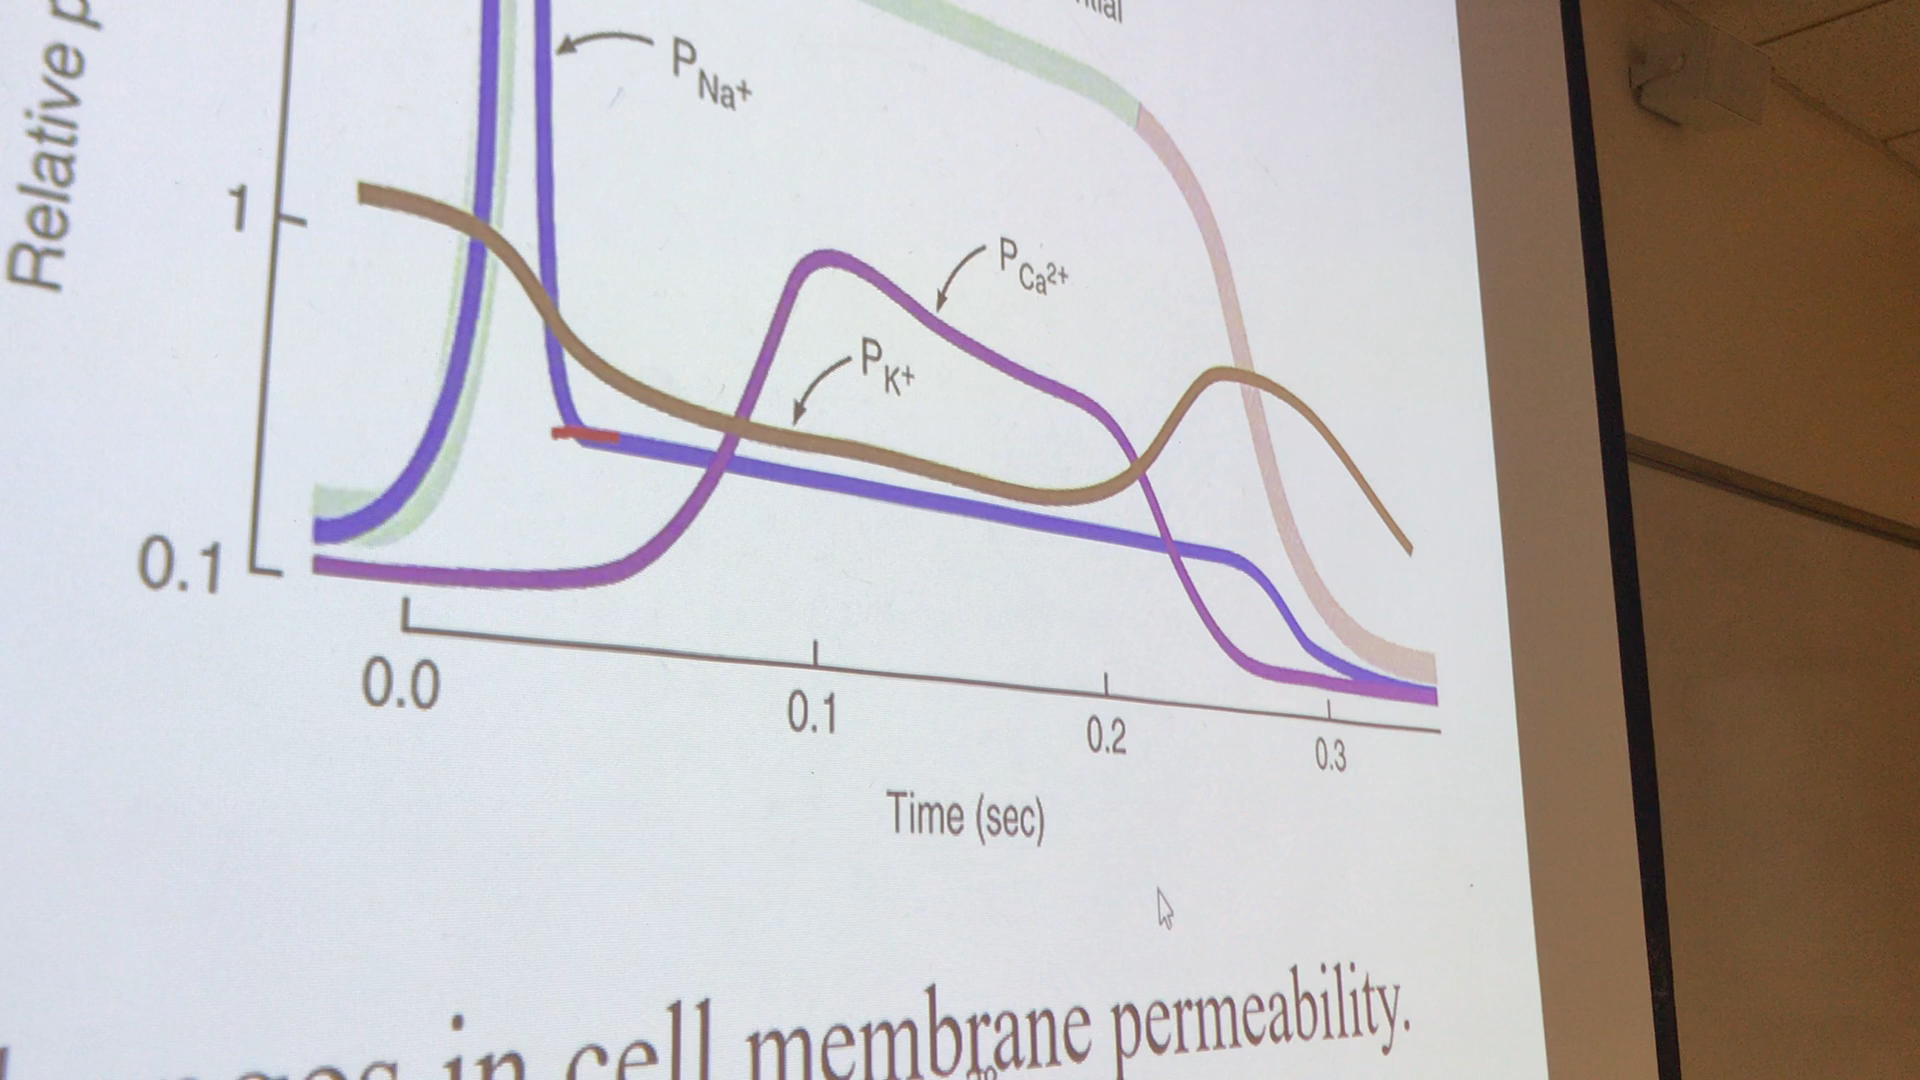 Relative
P Na+
1
P Ca2+
P K+
0.1
0.0
0.1
0.2
0.3
Time (sec)
in cell membrane permeability.